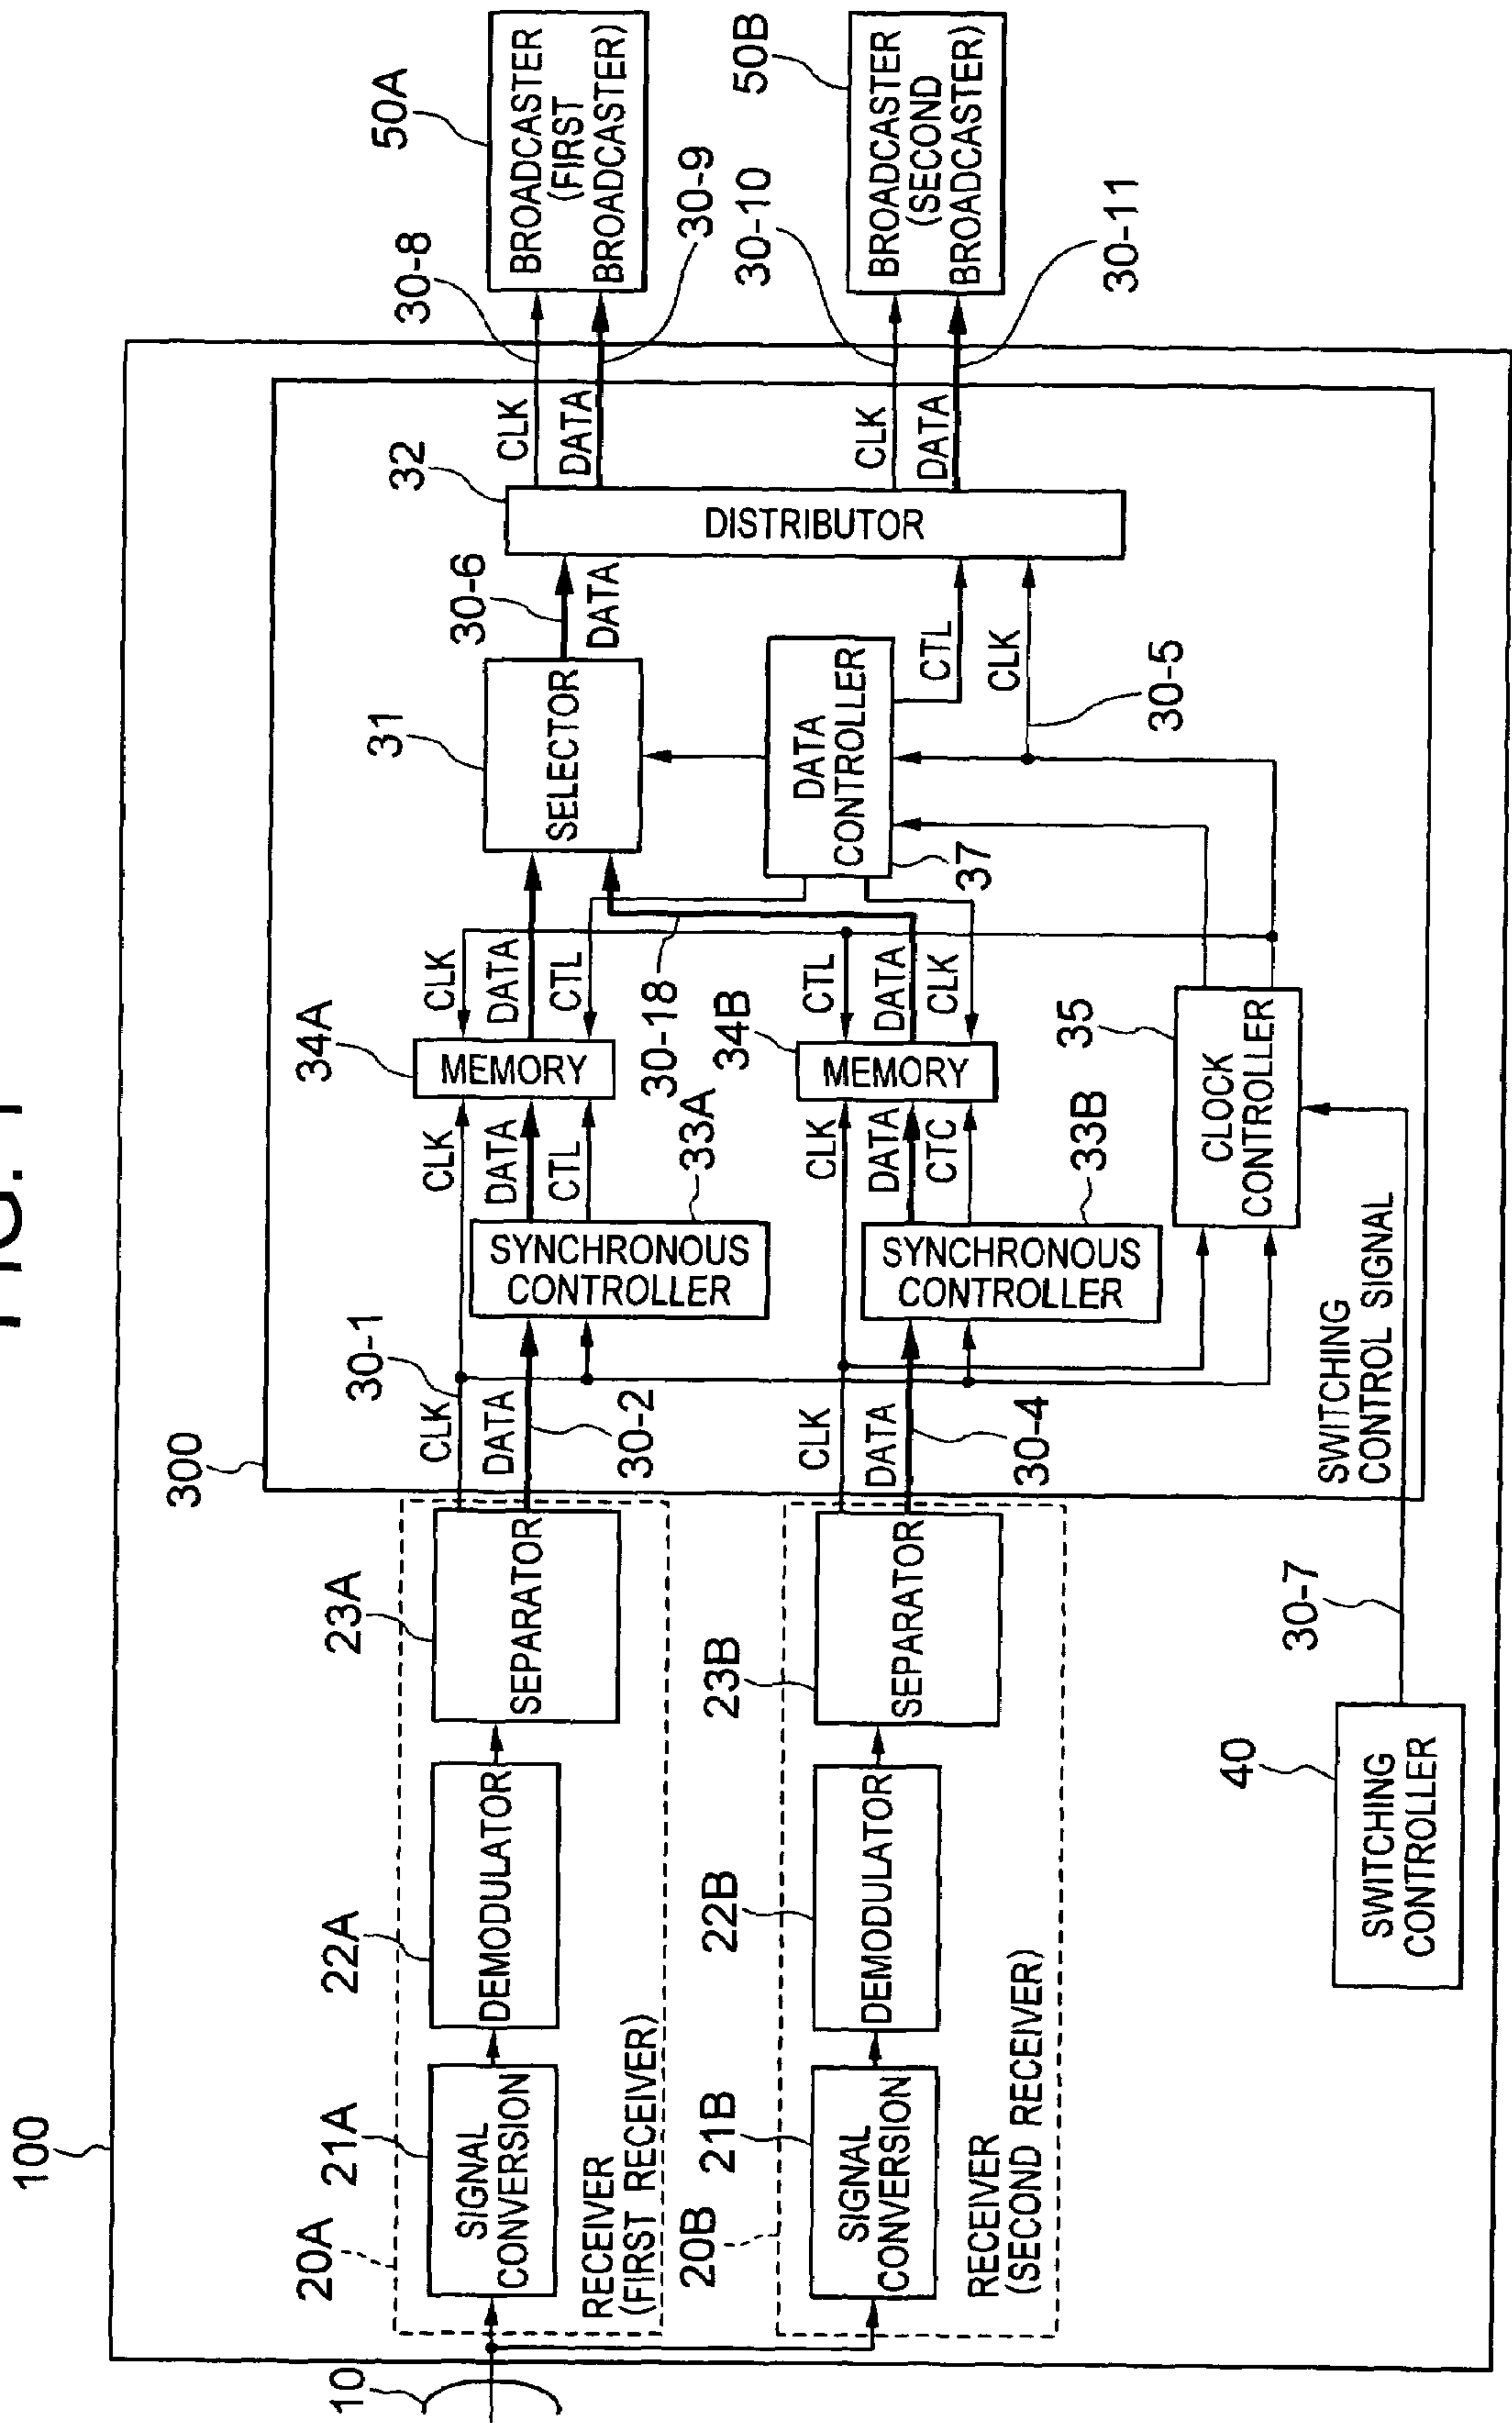 FIG. 1
100
300
10
20A
21A
SIGNAL
CONVERSION
22A
DEMODULATOR
23A
SEPARATOR
RECEIVER
(FIRST RECEIVER)
20B
21B
SIGNAL
CONVERSION
22B
DEMODULATOR
23B
SEPARATOR
RECEIVER
(SECOND RECEIVER)
40
SWITCHING
CONTROLLER
30-7
SWITCHING
CONTROL SIGNAL
30-1
CLK
DATA
30-2
SYNCHRONOUS
CONTROLLER
33A
CLK
DATA
CTL
34A
MEMORY
CLK
DATA
CTL
30-18
CLK
DATA
30-4
SYNCHRONOUS
CONTROLLER
33B
CLK
DATA
CTC
34B
MEMORY
CTL
DATA
CLK
35
CLOCK
CONTROLLER
31
SELECTOR
30-6
DATA
DATA
CONTROLLER
37
CTL
CLK
30-5
32
DISTRIBUTOR
CLK
DATA
30-8
30-9
CLK
DATA
30-10
30-11
50A
BROADCASTER
(FIRST
BROADCASTER)
50B
BROADCASTER
(SECOND
BROADCASTER)